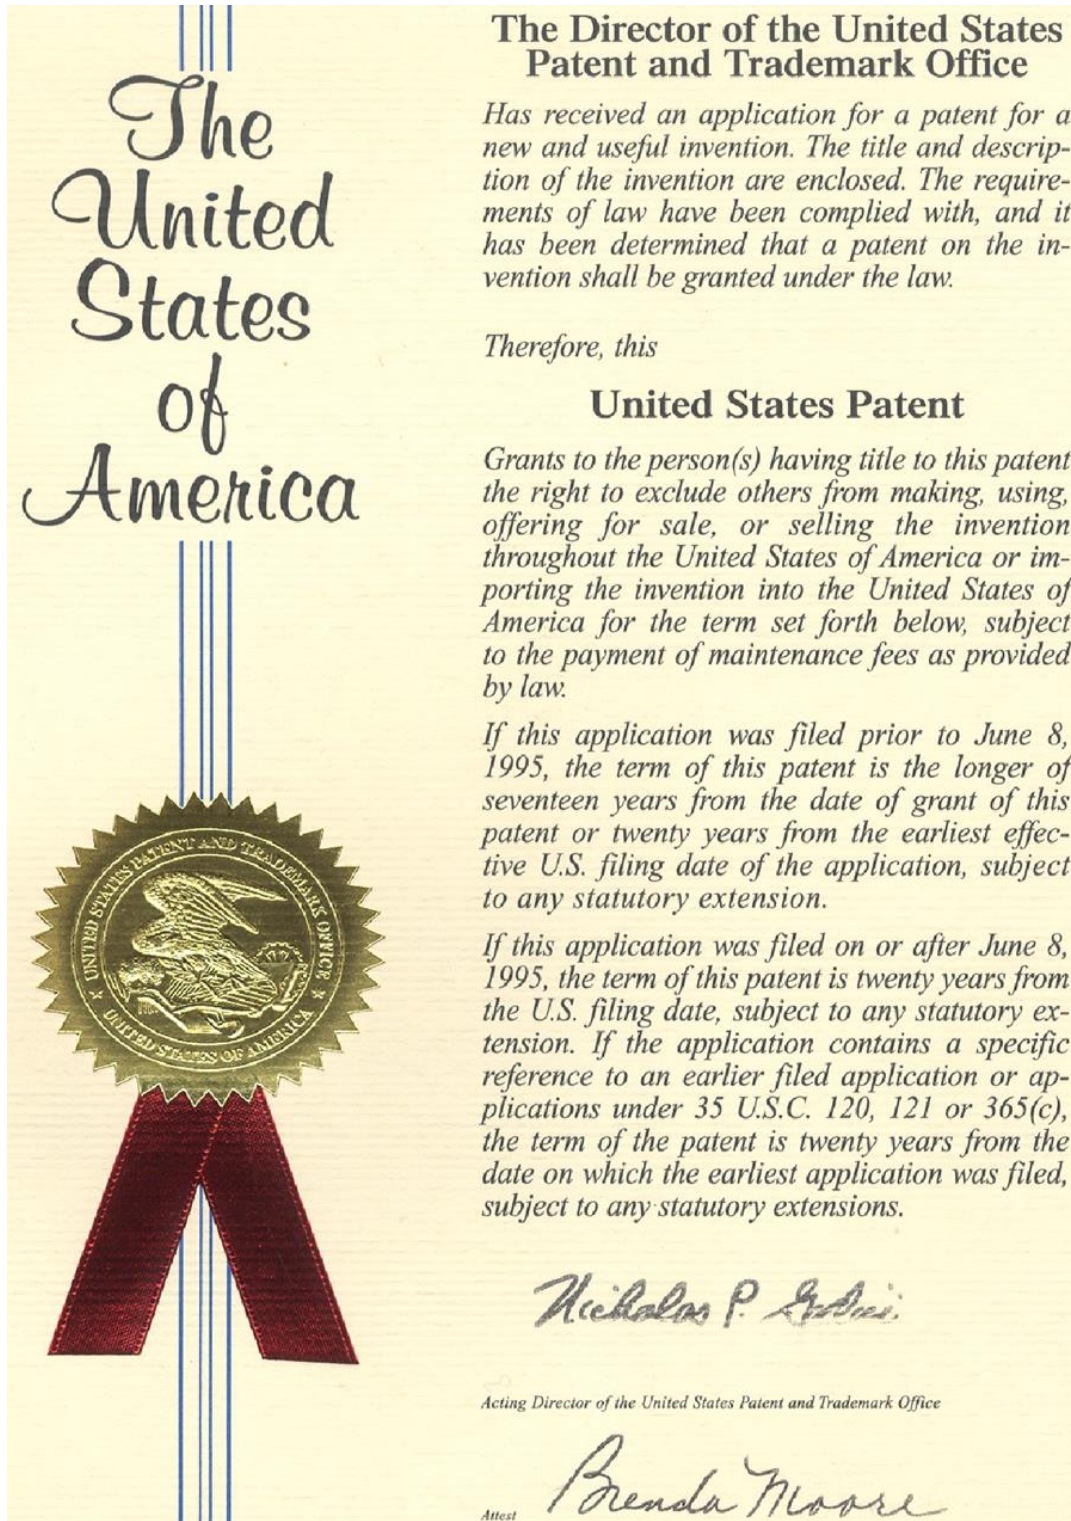 The
United
States
of
America
The Director of the United States
Patent and Trademark Office
Has received an application for a patent for a
new and useful invention. The title and descrip-
tion of the invention are enclosed. The require-
ments of law have been complied with, and it
has been determined that a patent on the in-
vention shall be granted under the law.
Therefore, this
United States Patent
Grants to the person(s) having title to this patent
the right to exclude others from making, using,
offering for sale, or selling the invention
throughout the United States of America or im-
porting the invention into the United States of
America for the term set forth below, subject
to the payment of maintenance fees as provided
by law.
If this application was filed prior to June 8,
1995, the term of this patent is the longer of
seventeen years from the date of grant of this
patent or twenty years from the earliest effec-
tive U.S. filing date of the application, subject
to any statutory extension.
If this application was filed on or after June 8,
1995, the term of this patent is twenty years from
the U.S. filing date, subject to any statutory ex-
tension. If the application contains a specific
reference to an earlier filed application or ap-
plications under 35 U.S.C. 120, 121 or 365(c),
the term of the patent is twenty years from the
date on which the earliest application was filed,
subject to any statutory extensions.
UNITED STATES PATENT AND TRADEMARK OFFICE
UNITED STATES OF AMERICA
Nicholas P.
Acting Director of the United States Patent and Trademark Office
Attest Brenda Moore